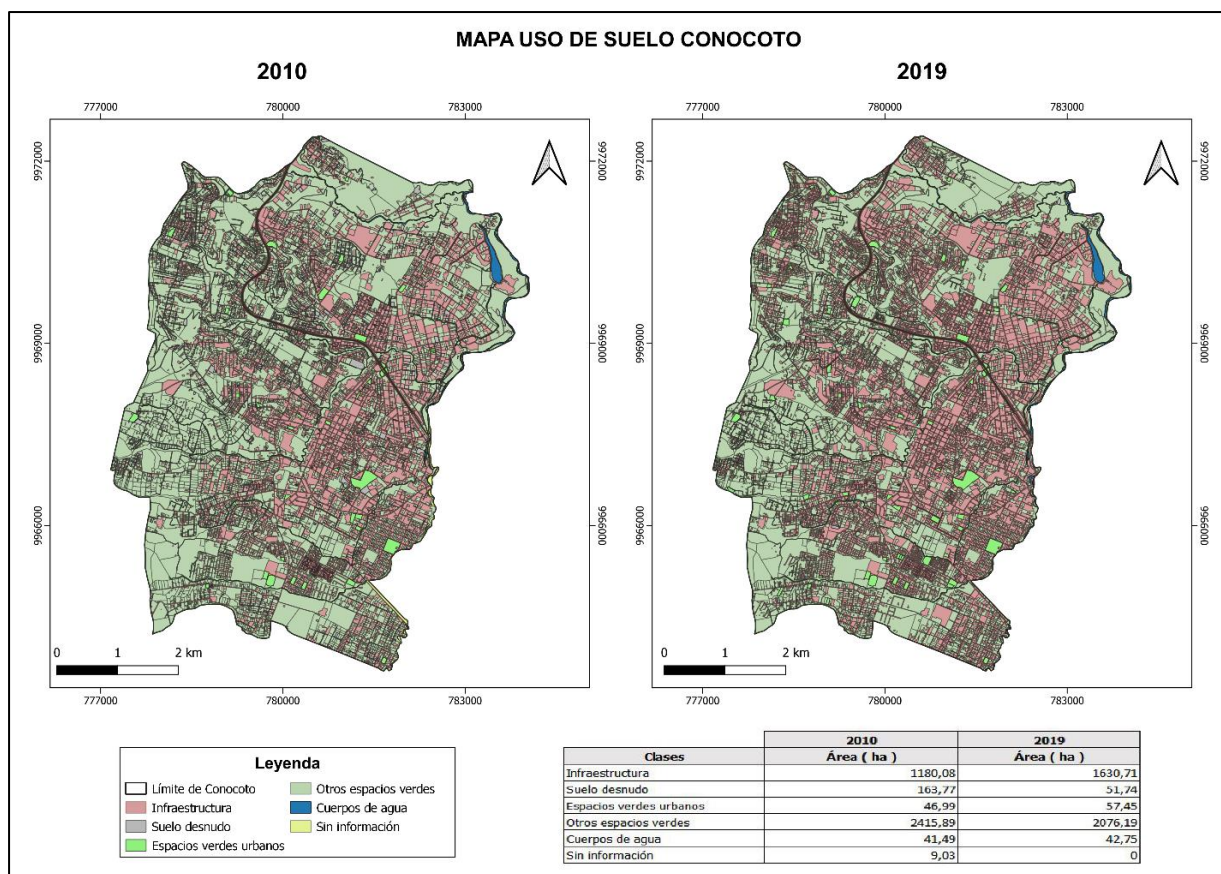 MAPA USO DE SUELO CONOCOTO
2010
2019
777000 780000 783000
777000 780000 783000
9972000
9972000
9972000
9969000
9969000
9969000
9966000
9966000
9966000
0 1 2 km
0 1 2 km
777000 780000 783000
777000 780000 783000
Leyenda
Límite de Conocoto
Otros espacios verdes
Infraestructura
Cuerpos de agua
Suelo desnudo
Sin información
Espacios verdes urbanos
2010 2019
Clases Área ( ha ) Área ( ha )
Infraestructura 1180,08 1630,71
Suelo desnudo 163,77 51,74
Espacios verdes urbanos 46,99 57,45
Otros espacios verdes 2415,89 2076,19
Cuerpos de agua 41,49 42,75
Sin información 9,03 0